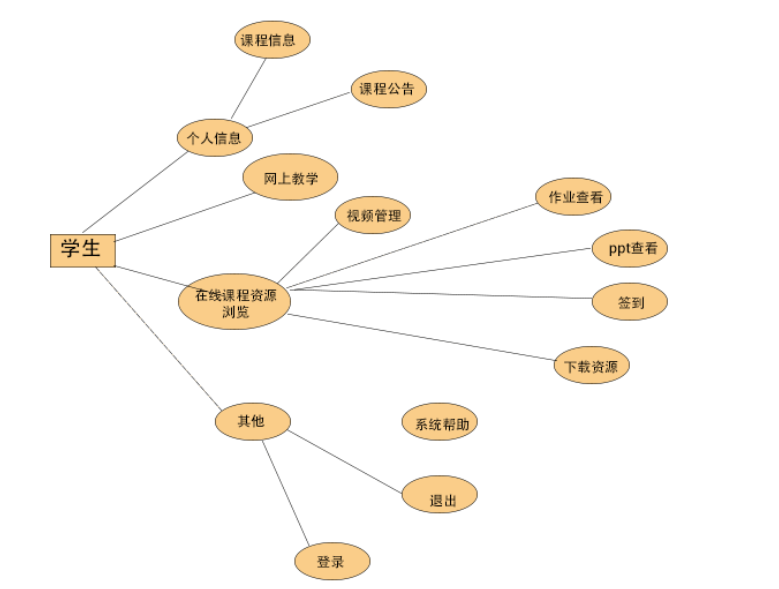 课程信息
课程公告
个人信息
网上教学
作业查看
视频管理
学生
ppt查看
在线课程资源
浏览
签到
下载资源
其他
系统帮助
退出
登录